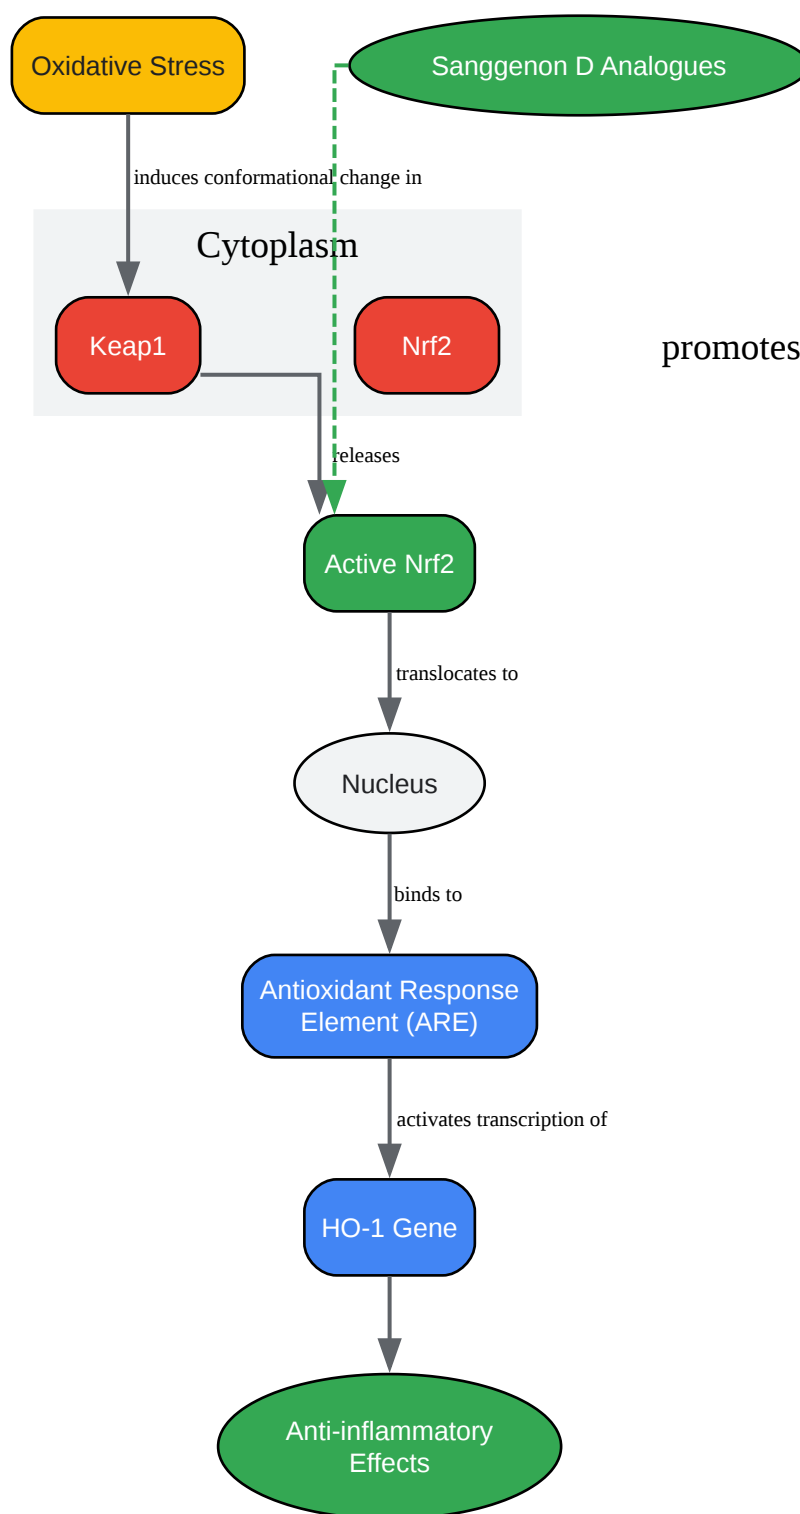 Oxidative Stress
Sanggenon D Analogues
induces conformational change in
Cytoplasm
Keap1
Nrf2
promotes
releases
Active Nrf2
translocates to
Nucleus
binds to
Antioxidant Response
Element (ARE)
activates transcription of
HO-1 Gene
Anti-inflammatory
Effects